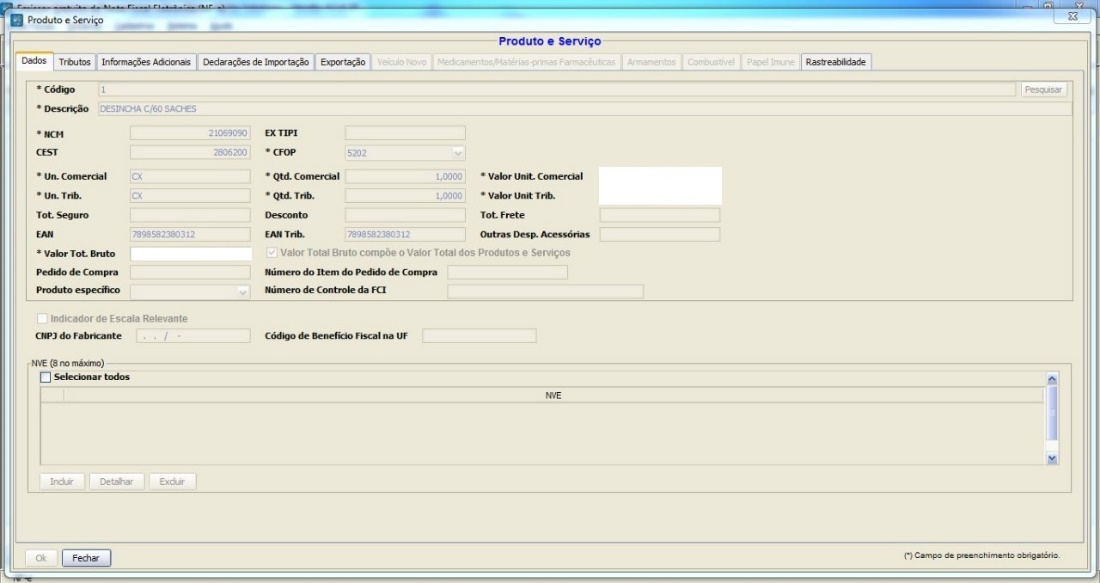 Produto e Serviço
Produto e Serviço
Dados Tributos Informações Adicionais Declarações de Importação Exportação Veículo Novo Medicamentos/Matérias-primas Farmacêuticas Armamentos Combustível Papel Imune Rastreabilidade
* Código 1 Pesquisar
* Descrição DESINCHA C/60 SACHES
* NCM 21069090 EX TIPI
CEST 2806200 * CFOP 5202
* Un. Comercial CX * Qtd. Comercial 1,0000 * Valor Unit. Comercial
* Un. Trib. CX * Qtd. Trib. 1,0000 * Valor Unit Trib.
Tot. Seguro Desconto Tot. Frete
EAN 7898582380312 EAN Trib. 7898582380312 Outras Desp. Acessórias
* Valor Tot. Bruto Valor Total Bruto compõe o Valor Total dos Produtos e Serviços
Pedido de Compra Número do Item do Pedido de Compra
Produto específico Número de Controle da FCI
Indicador de Escala Relevante
CNPJ do Fabricante . . / - Código de Benefício Fiscal na UF
NVE (8 no máximo)
Selecionar todos
NVE
Incluir Detalhar Excluir
Ok Fechar (*) Campo de preenchimento obrigatório.